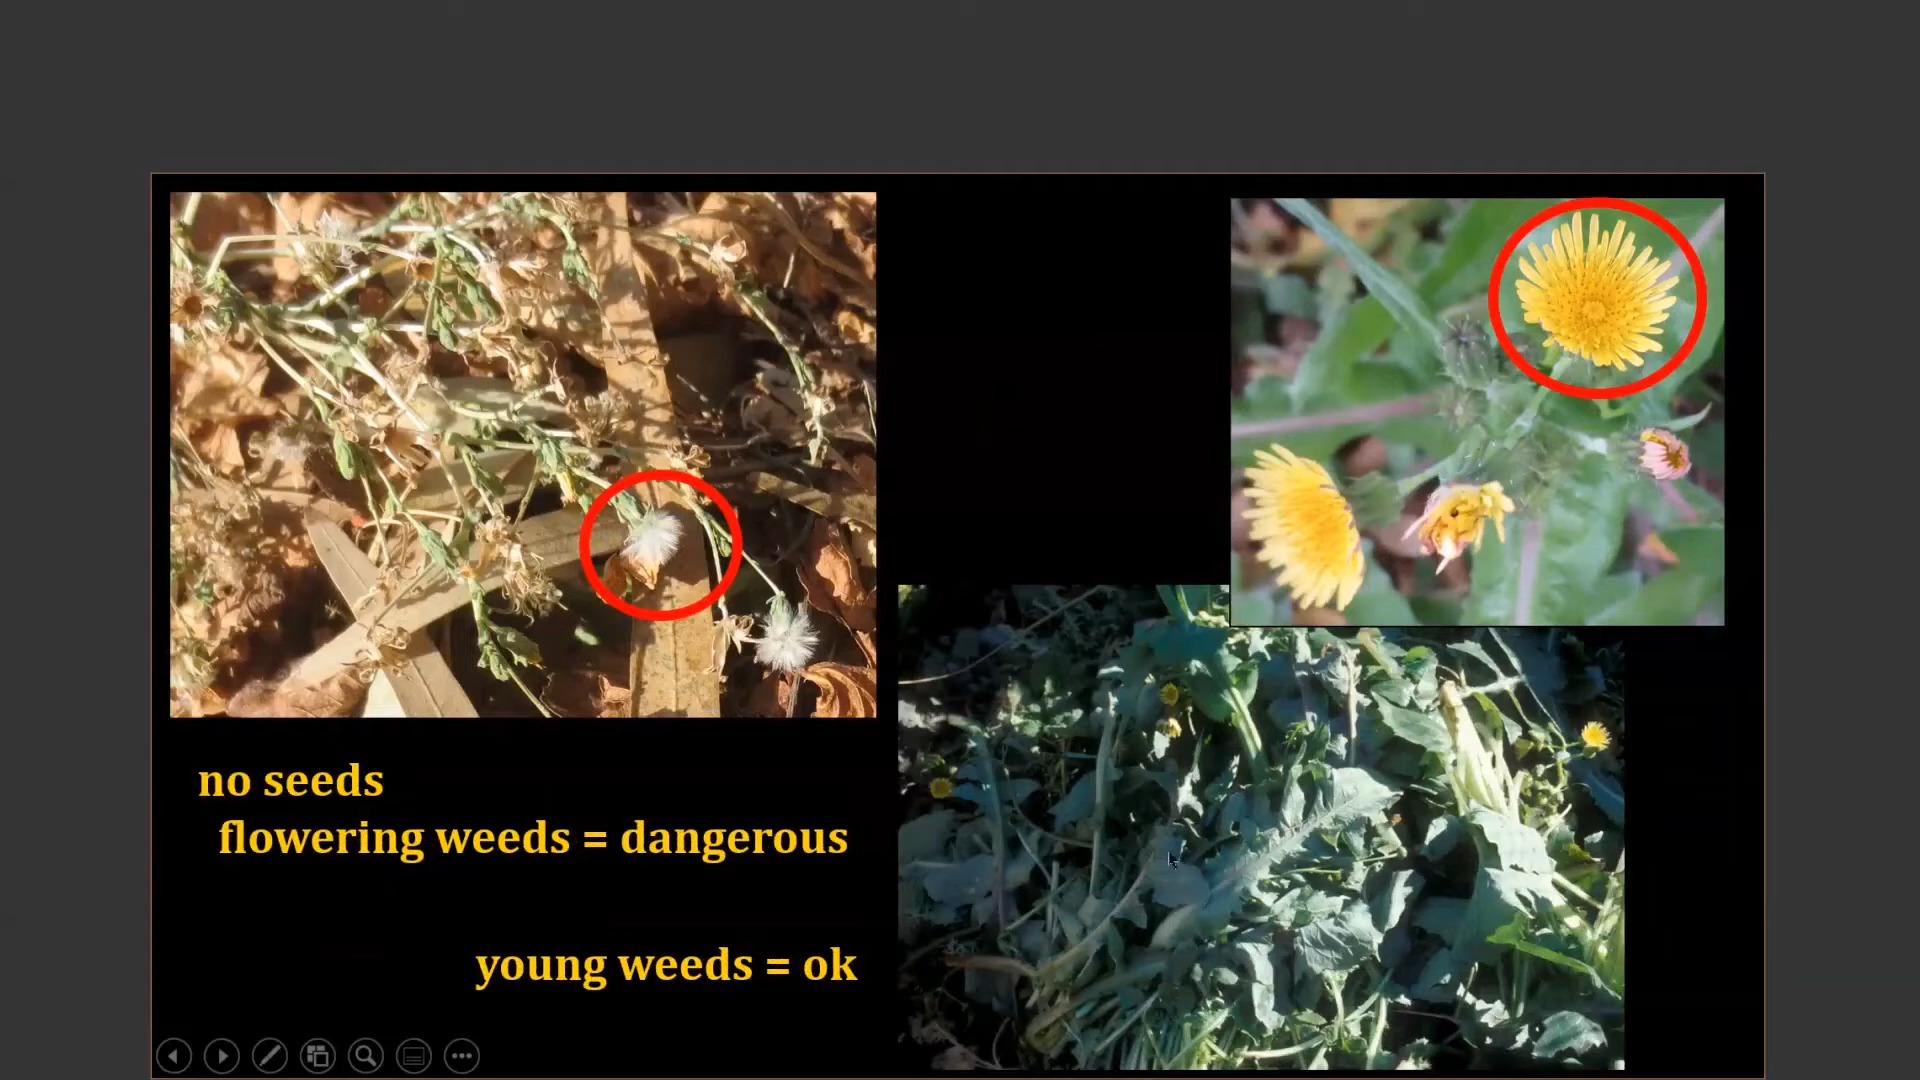 no seeds
flowering weeds = dangerous
young weeds = ok